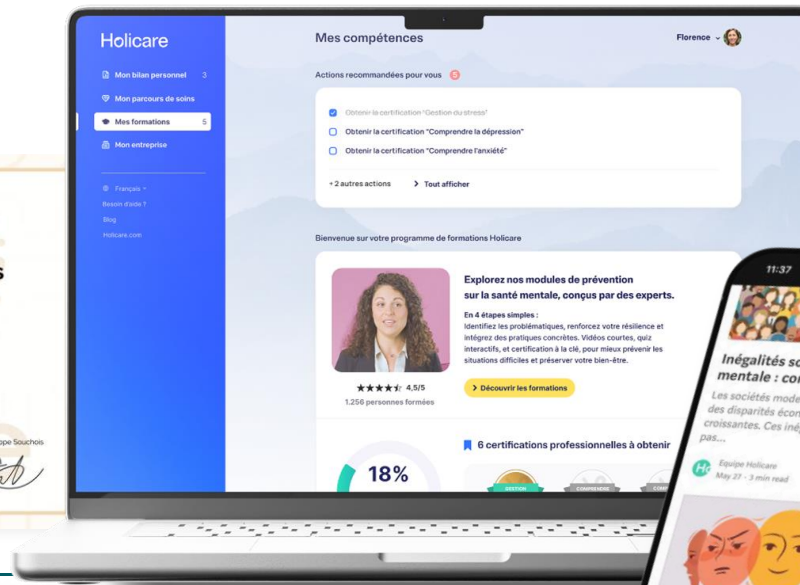 Holicare
Mon bilan personnel 3
Mon parcours de soins
Mes formations 5
Mon entreprise
Français
Besoin d'aide ?
Blog
Holicare.com
Mes compétences
Florence
Actions recommandées pour vous 5
Obtenir la certification "Gestion du stress"
Obtenir la certification "Comprendre la dépression"
Obtenir la certification "Comprendre l'anxiété"
+ 2 autres actions > Tout afficher
Bienvenue sur votre programme de formations Holicare
Explorez nos modules de prévention
sur la santé mentale, conçus par des experts.
En 4 étapes simples :
Identifiez les problématiques, renforcez votre résilience et
intégrez des pratiques concrètes. Vidéos courtes, quiz
interactifs, et certification à la clé, pour mieux prévenir les
situations difficiles et préserver votre bien-être.
> Découvrir les formations
4,5/5
1.256 personnes formées
6 certifications professionnelles à obtenir
18%
GESTION
COMPRENDRE
11:37
Inégalités so
mentale : co
Les sociétés mode
des disparités écon
croissantes. Ces inég
pas...
Ho
Equipe Holicare
May 27 - 3 min read
ppe Souchois